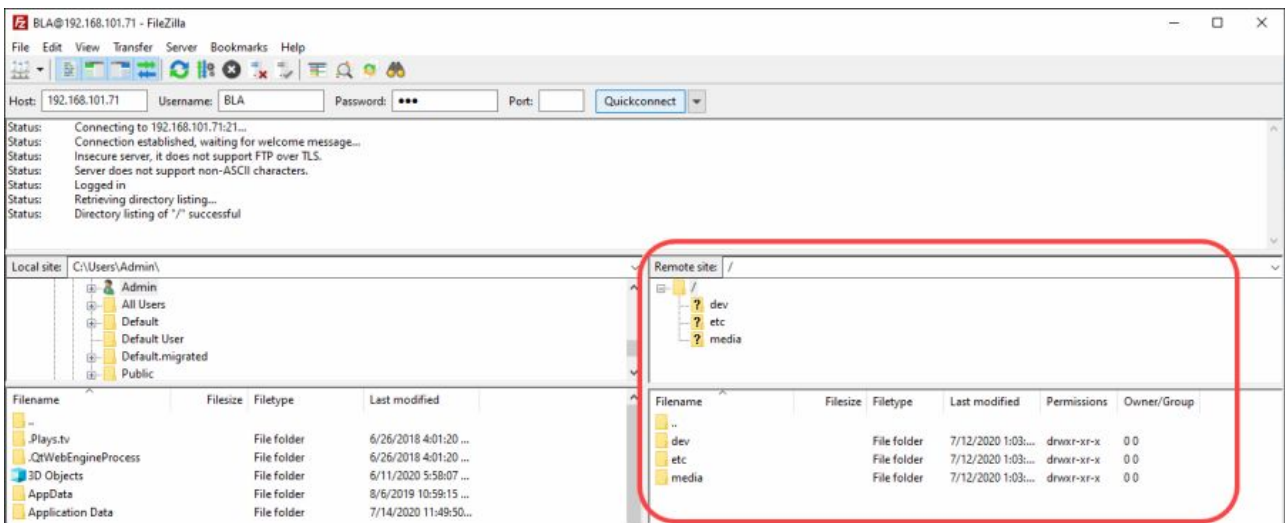 BLA@192.168.101.71 - FileZilla
File Edit View Transfer Server Bookmarks Help
Host: 192.168.101.71 Username: BLA Password: ●●● Port: Quickconnect
Status: Connecting to 192.168.101.71:21...
Status: Connection established, waiting for welcome message...
Status: Insecure server, it does not support FTP over TLS.
Status: Server does not support non-ASCII characters.
Status: Logged in
Status: Retrieving directory listing...
Status: Directory listing of "/" successful
Local site: C:\Users\Admin\
Admin
All Users
Default
Default User
Default.migrated
Public
Filename Filesize Filetype Last modified
..
.Plays.tv File folder 6/26/2018 4:01:20 ...
.QtWebEngineProcess File folder 6/26/2018 4:01:20 ...
3D Objects File folder 6/11/2020 5:58:07 ...
AppData File folder 8/6/2019 10:59:15 ...
Application Data File folder 7/14/2020 11:49:50...
Remote site: /
/
? dev
? etc
? media
Filename Filesize Filetype Last modified Permissions Owner/Group
..
dev File folder 7/12/2020 1:03:... drwxr-xr-x 0 0
etc File folder 7/12/2020 1:03:... drwxr-xr-x 0 0
media File folder 7/12/2020 1:03:... drwxr-xr-x 0 0